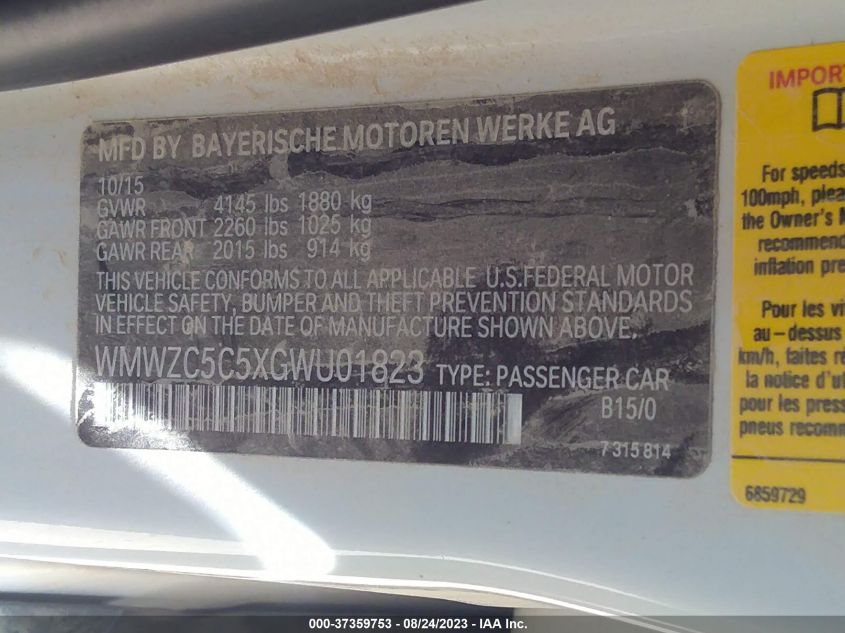 MFD BY BAYERISCHE MOTOREN WERKE AG
10/15
GVWR 4145 lbs 1880 kg
GAWR FRONT 2260 lbs 1025 kg
GAWR REAR 2015 lbs 914 kg
THIS VEHICLE CONFORMS TO ALL APPLICABLE U.S.FEDERAL MOTOR
VEHICLE SAFETY, BUMPER AND THEFT PREVENTION STANDARDS
IN EFFECT ON THE DATE OF MANUFACTURE SHOWN ABOVE,
WMWZC5C5XGWU01823 TYPE: PASSENGER CAR
B15/0
7 315 814
IMPORT
For speeds
100mph, plea
the Owner's M
recommend
inflation pre
Pour les vi
au-dessus
km/h, faites ré
la notice d'ut
pour les press
pneus recomm
6859729
000-37359753 - 08/24/2023 - IAA Inc.